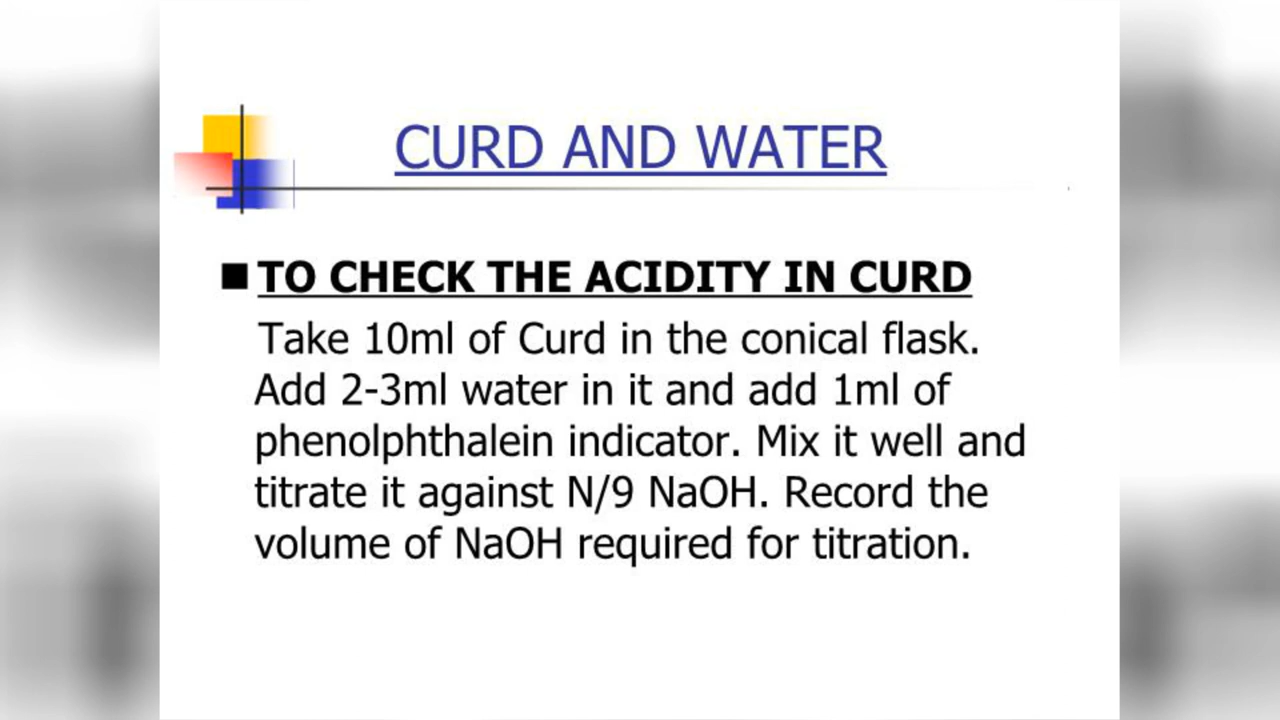 CURD AND WATER
TO CHECK THE ACIDITY IN CURD
Take 10ml of Curd in the conical flask.
Add 2-3ml water in it and add 1ml of
phenolphthalein indicator. Mix it well and
titrate it against N/9 NaOH. Record the
volume of NaOH required for titration.